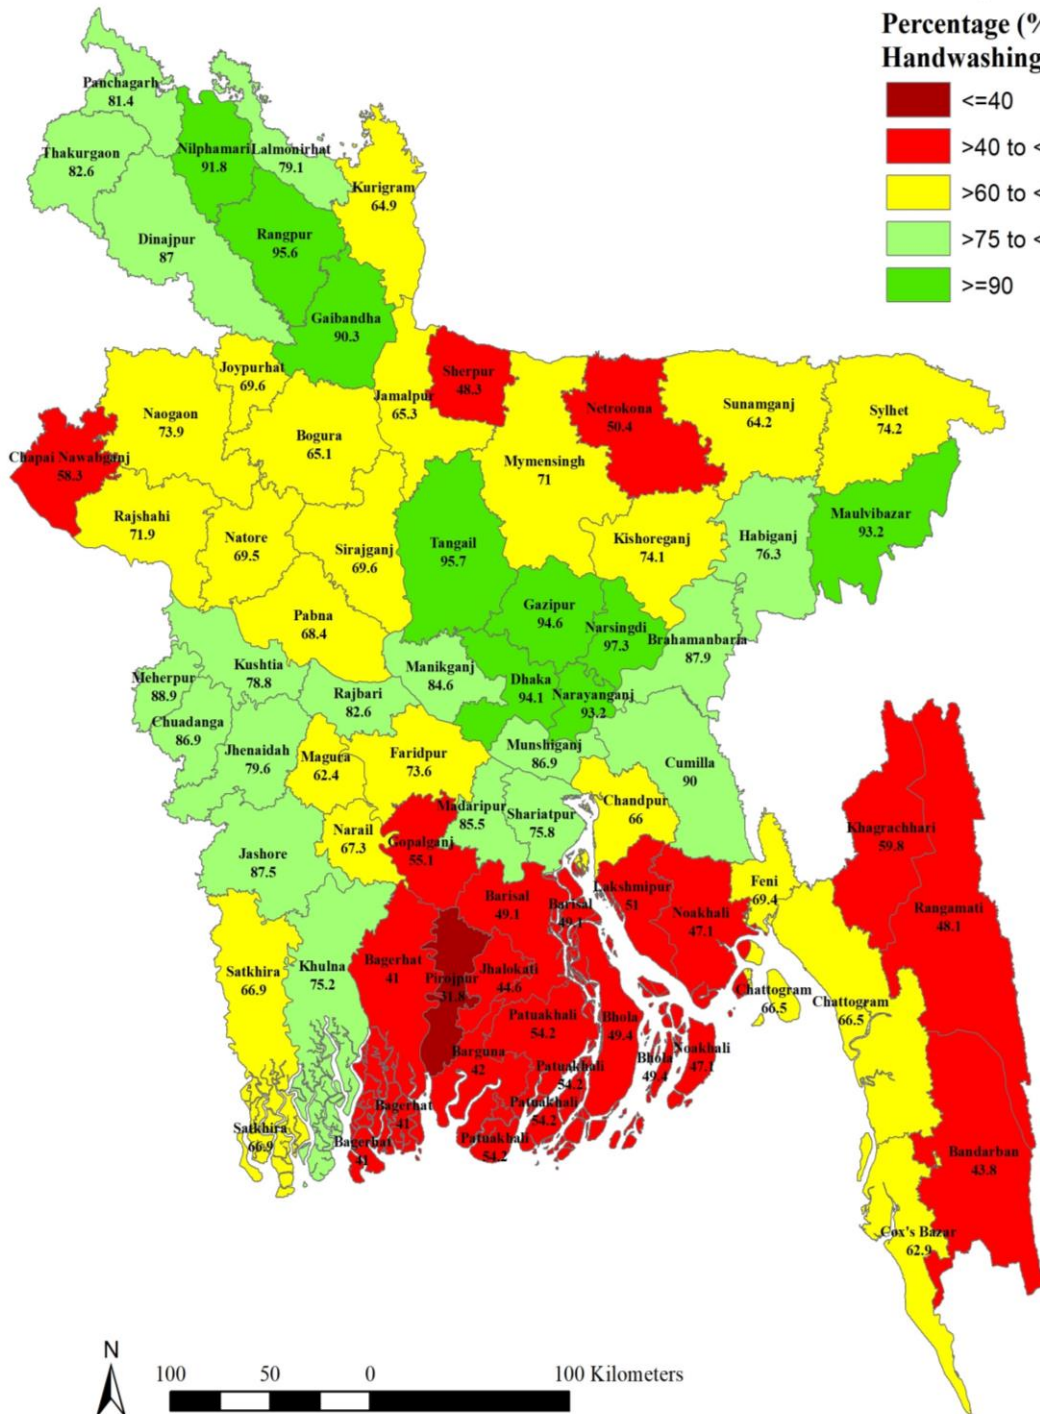 Percentage (%
Handwashing
<=40
>40 to <
>60 to <
>75 to <
>=90
Panchagarh
81.4
Thakurgaon
82.6
Nilphamari
91.8
Lalmonirhat
79.1
Kurigram
64.9
Dinajpur
87
Rangpur
95.6
Gaibandha
90.3
Joypurhat
69.6
Jamalpur
65.3
Sherpur
48.3
Netrokona
50.4
Sunamganj
64.2
Sylhet
74.2
Naogaon
73.9
Bogura
65.1
Chapai Nawabganj
58.3
Mymensingh
71
Rajshahi
71.9
Natore
69.5
Sirajganj
69.6
Tangail
95.7
Kishoreganj
74.1
Habiganj
76.3
Maulvibazar
93.2
Pabna
68.4
Gazipur
94.6
Narsingdi
97.3
Brahamanbaria
87.9
Meherpur
88.9
Kushtia
78.8
Rajbari
82.6
Manikganj
84.6
Dhaka
94.1
Narayanganj
93.2
Chuadanga
86.9
Jhenaidah
79.6
Magura
62.4
Faridpur
73.6
Munshiganj
86.9
Cumilla
90
Madaripur
85.5
Shariatpur
75.8
Chandpur
66
Khagrachhari
59.8
Narail
67.3
Gopalganj
55.1
Jashore
87.5
Barisal
49.1
Barisal
49.1
Lakshmipur
51
Noakhali
47.1
Feni
69.4
Rangamati
48.1
Satkhira
66.9
Khulna
75.2
Bagerhat
41
Pirojpur
31.8
Jhalokati
44.6
Patuakhali
54.2
Bhola
49.4
Chattogram
66.5
Chattogram
66.5
Barguna
42
Patuakhali
54.2
Bhola
49.4
Noakhali
47.1
Satkhira
66.9
Bagerhat
41
Bagerhat
41
Patuakhali
54.2
Patuakhali
54.2
Bandarban
43.8
Cox's Bazar
62.9
N
100 50 0 100 Kilometers